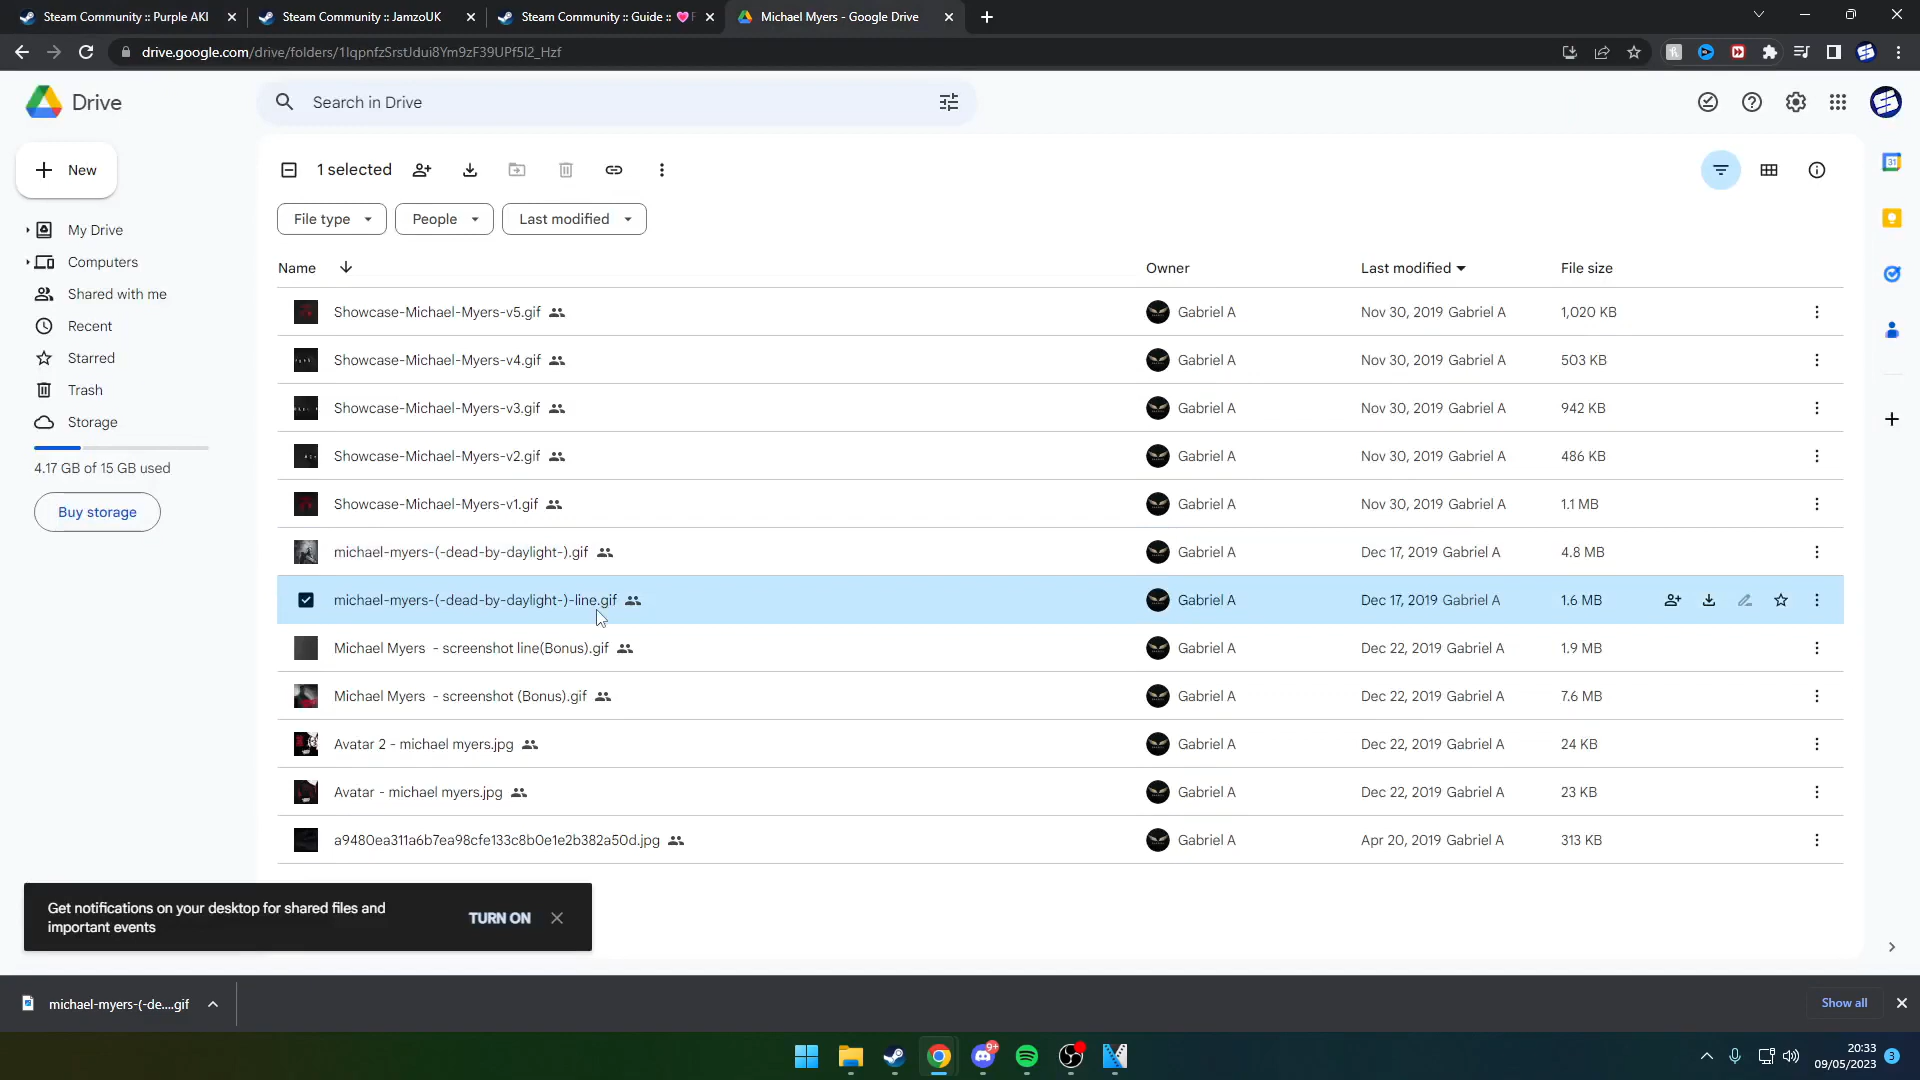 Steam Community :: Purple AKI
Steam Community :: JamzoUK
Steam Community :: Guide :: 💗 F
Michael Myers - Google Drive
drive.google.com/drive/folders/1IqpnfzSrstJdui8Ym9zF39UPf5I2_Hzf
Drive
Search in Drive
New
1 selected
File type
People
Last modified
My Drive
Computers
Shared with me
Recent
Starred
Trash
Storage
4.17 GB of 15 GB used
Buy storage
Name Owner Last modified File size
Showcase-Michael-Myers-v5.gif Gabriel A Nov 30, 2019 Gabriel A 1,020 KB
Showcase-Michael-Myers-v4.gif Gabriel A Nov 30, 2019 Gabriel A 503 KB
Showcase-Michael-Myers-v3.gif Gabriel A Nov 30, 2019 Gabriel A 942 KB
Showcase-Michael-Myers-v2.gif Gabriel A Nov 30, 2019 Gabriel A 486 KB
Showcase-Michael-Myers-v1.gif Gabriel A Nov 30, 2019 Gabriel A 1.1 MB
michael-myers-(-dead-by-daylight-).gif Gabriel A Dec 17, 2019 Gabriel A 4.8 MB
michael-myers-(-dead-by-daylight-)-line.gif Gabriel A Dec 17, 2019 Gabriel A 1.6 MB
Michael Myers - screenshot line(Bonus).gif Gabriel A Dec 22, 2019 Gabriel A 1.9 MB
Michael Myers - screenshot (Bonus).gif Gabriel A Dec 22, 2019 Gabriel A 7.6 MB
Avatar 2 - michael myers.jpg Gabriel A Dec 22, 2019 Gabriel A 24 KB
Avatar - michael myers.jpg Gabriel A Dec 22, 2019 Gabriel A 23 KB
a9480ea311a6b7ea98cfe133c8b0e1e2b382a50d.jpg Gabriel A Apr 20, 2019 Gabriel A 313 KB
Get notifications on your desktop for shared files and
important events
TURN ON
michael-myers-(-de....gif
Show all
9+
20:33
09/05/2023
3
31